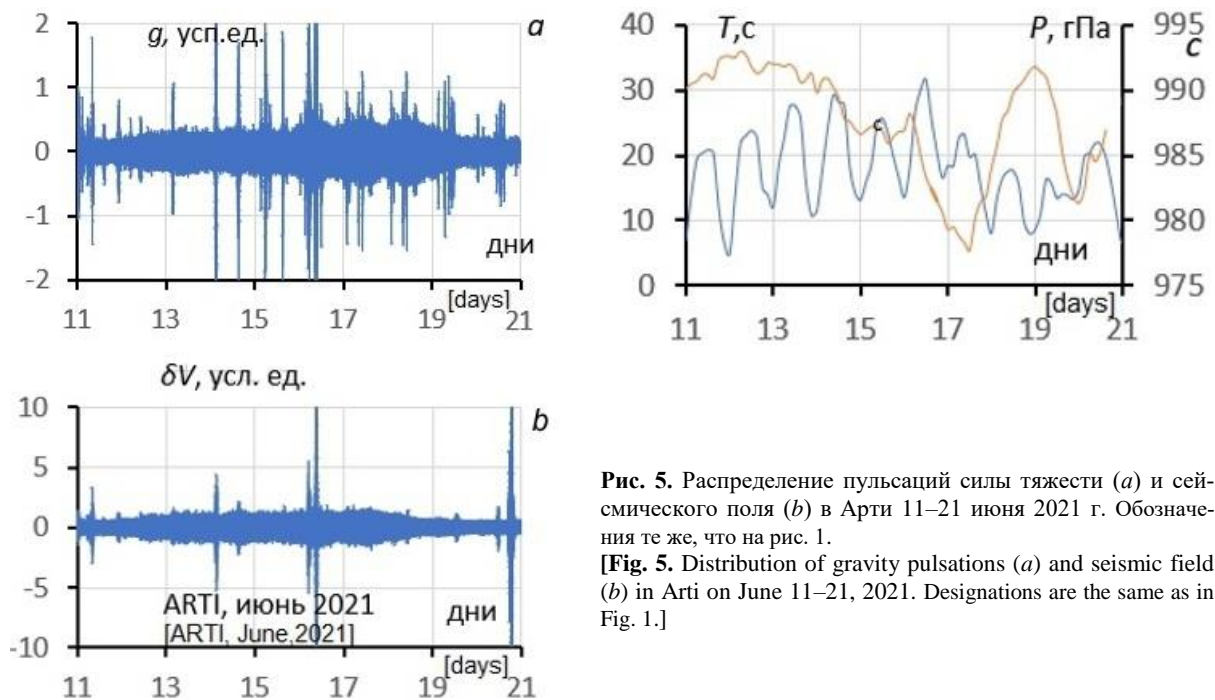 g, усп.ед.
a
2
1
0
-1
-2
дни
[days]
11 13 15 17 19 21
T,с
P, гПа
c
40
30
20
10
0
995
990
985
980
975
с
дни
[days]
11 13 15 17 19 21
δV, усл. ед.
b
10
5
0
-5
-10
ARTI, июнь 2021
[ARTI, June,2021]
дни
[days]
11 13 15 17 19 21
Рис. 5. Распределение пульсаций силы тяжести (a) и сей-
смического поля (b) в Арти 11–21 июня 2021 г. Обозначе-
ния те же, что на рис. 1.
[Fig. 5. Distribution of gravity pulsations (a) and seismic field
(b) in Arti on June 11–21, 2021. Designations are the same as in
Fig. 1.]